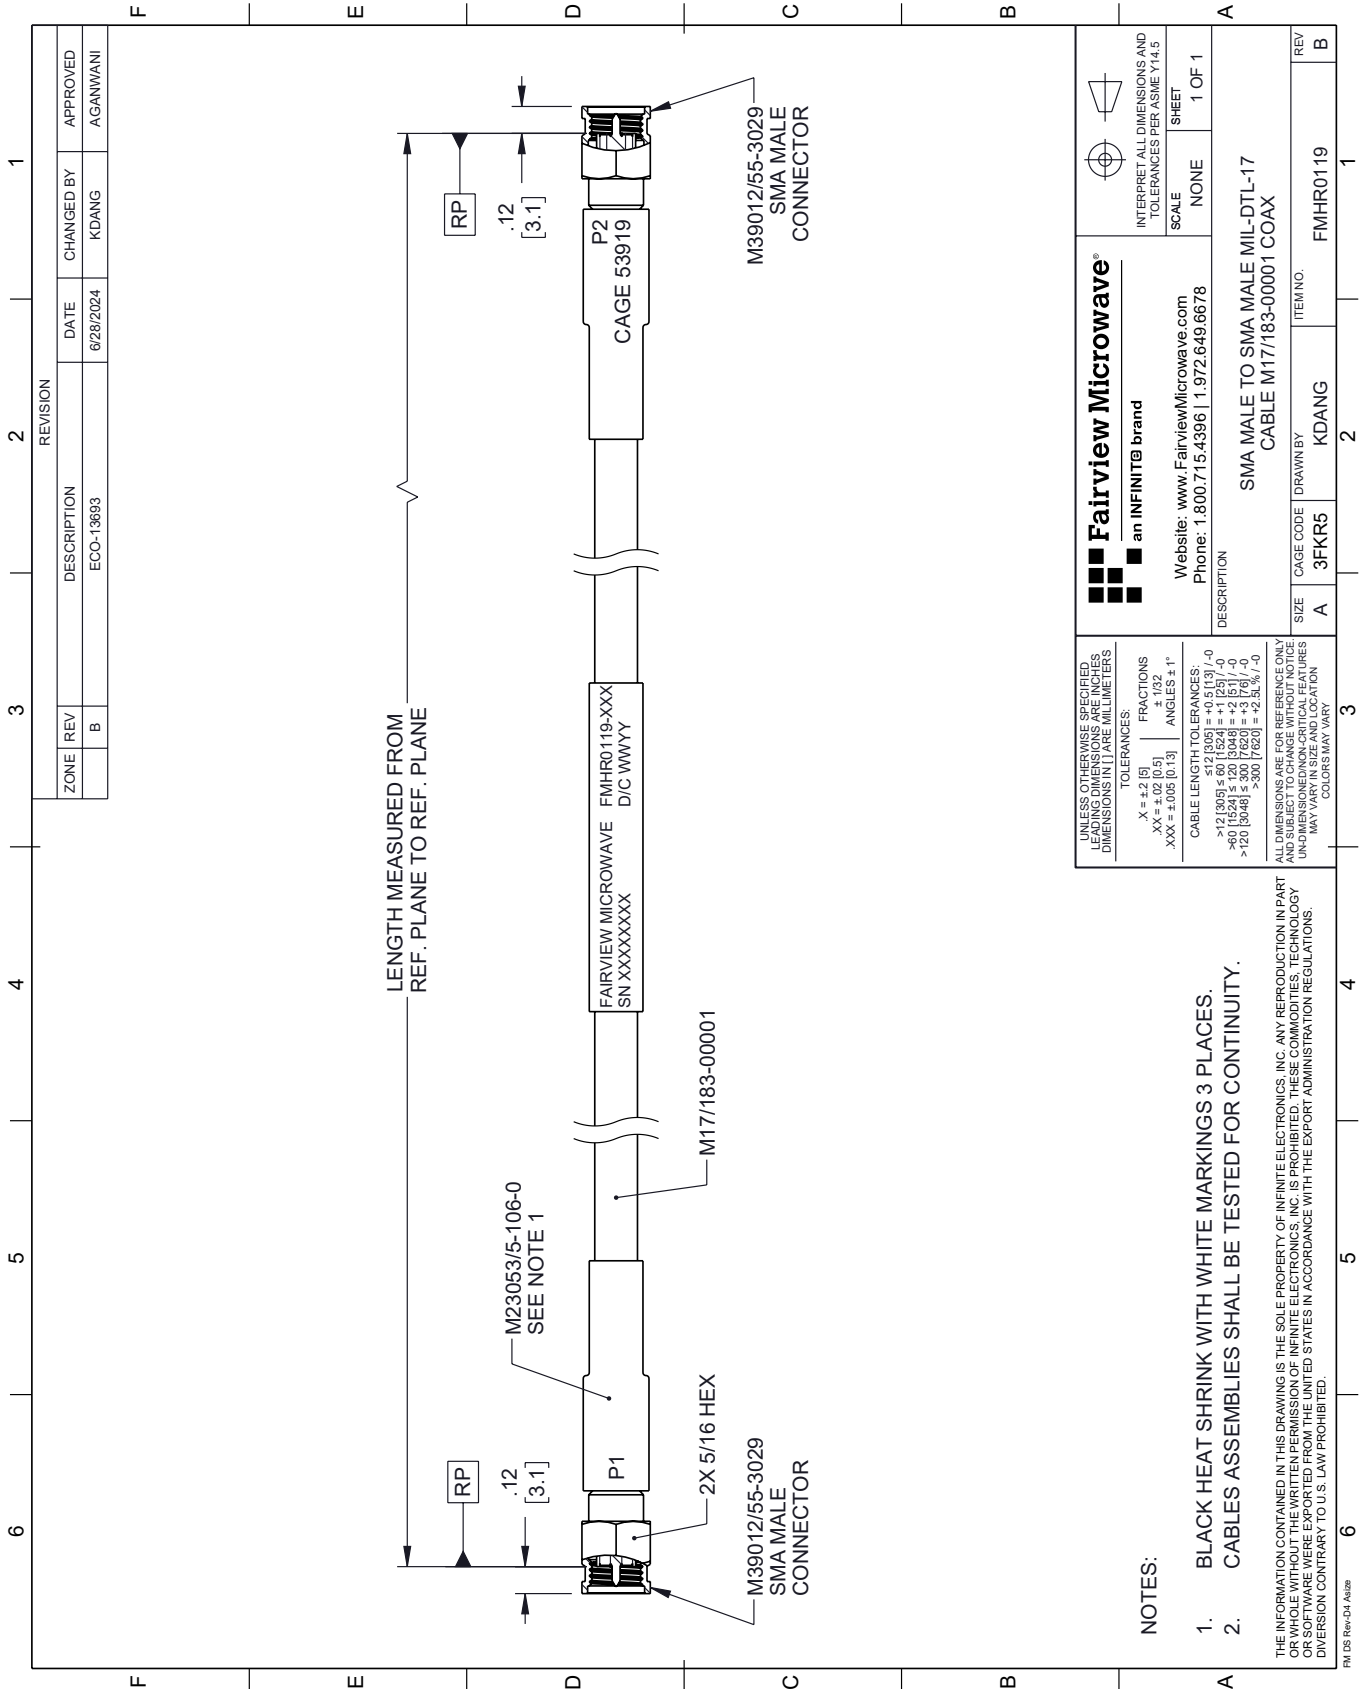 F
E
D
C
B
A
6
5
4
3
2
1
REVISION
ZONE REV DESCRIPTION DATE CHANGED BY APPROVED
B ECO-13693 6/28/2024 KDANG AGANWANI
LENGTH MEASURED FROM
REF. PLANE TO REF. PLANE
RP
RP
.12
[3.1]
.12
[3.1]
M23053/5-106-0
SEE NOTE 1
P1
FAIRVIEW MICROWAVE FMHR0119-XXX
SN XXXXXXXX D/C WWYY
P2
CAGE 53919
2X 5/16 HEX
M17/183-00001
M39012/55-3029
SMA MALE
CONNECTOR
M39012/55-3029
SMA MALE
CONNECTOR
NOTES:
1. BLACK HEAT SHRINK WITH WHITE MARKINGS 3 PLACES.
2. CABLES ASSEMBLIES SHALL BE TESTED FOR CONTINUITY.
THE INFORMATION CONTAINED IN THIS DRAWING IS THE SOLE PROPERTY OF INFINITE ELECTRONICS, INC. ANY REPRODUCTION IN PART
OR WHOLE WITHOUT THE WRITTEN PERMISSION OF INFINITE ELECTRONICS, INC. IS PROHIBITED. THESE COMMODITIES, TECHNOLOGY
OR SOFTWARE WERE EXPORTED FROM THE UNITED STATES IN ACCORDANCE WITH THE EXPORT ADMINISTRATION REGULATIONS.
DIVERSION CONTRARY TO U.S. LAW PROHIBITED.
UNLESS OTHERWISE SPECIFIED
LEADING DIMENSIONS ARE INCHES
DIMENSIONS IN [ ] ARE MILLIMETERS
TOLERANCES:
.X = ±.2 [5] FRACTIONS
.XX = ±.02 [0.5] ± 1/32
.XXX = ±.005 [0.13] ANGLES ± 1°
CABLE LENGTH TOLERANCES:
≤12 [305] = +0.5 [13] / -0
>12 [305] ≤ 60 [1524] = +1 [25] / -0
>60 [1524] ≤ 120 [3048] = +2 [51] / -0
>120 [3048] ≤ 300 [7620] = +3 [76] / -0
>300 [7620] = +2.5L% / -0
ALL DIMENSIONS ARE FOR REFERENCE ONLY
AND SUBJECT TO CHANGE WITHOUT NOTICE.
UN-DIMENSIONED/NON-CRITICAL FEATURES
MAY VARY IN SIZE AND LOCATION
COLORS MAY VARY
Fairview Microwave®
an INFINIT℮ brand
Website: www.FairviewMicrowave.com
Phone: 1.800.715.4396 | 1.972.649.6678
INTERPRET ALL DIMENSIONS AND
TOLERANCES PER ASME Y14.5
SCALE NONE
SHEET 1 OF 1
DESCRIPTION
SMA MALE TO SMA MALE MIL-DTL-17
CABLE M17/183-00001 COAX
SIZE CAGE CODE DRAWN BY ITEM NO. REV
A 3FKR5 KDANG FMHR0119 B
FM DS Rev-D4 Asize
6
5
4
3
2
1
F
E
D
C
B
A